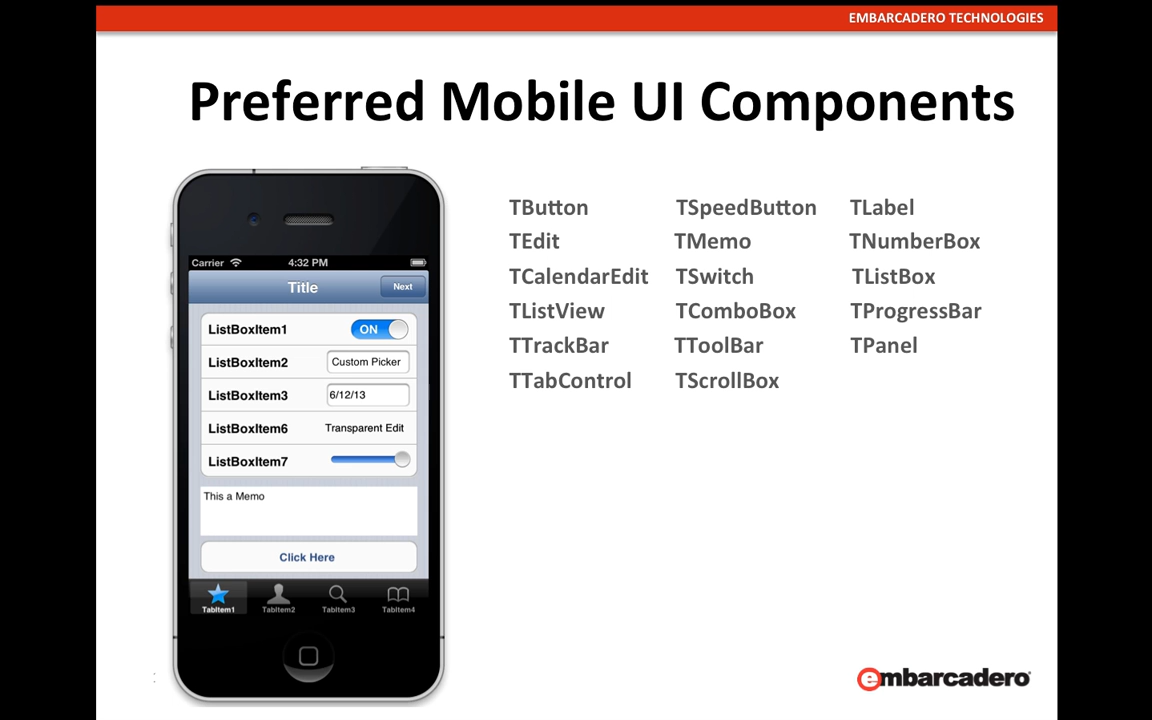 EMBARCADERO TECHNOLOGIES
Preferred Mobile UI Components
Carrier 4:32 PM
Title Next
ListBoxItem1 ON
ListBoxItem2 Custom Picker
ListBoxItem3 6/12/13
ListBoxItem6 Transparent Edit
ListBoxItem7
This a Memo
Click Here
TabItem1 TabItem2 TabItem3 TabItem4
TButton TSpeedButton TLabel
TEdit TMemo TNumberBox
TCalendarEdit TSwitch TListBox
TListView TComboBox TProgressBar
TTrackBar TToolBar TPanel
TTabControl TScrollBox
embarcadero